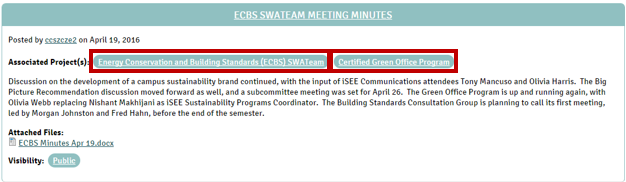 ECBS SWATEAM MEETING MINUTES
Posted by ccszcze2 on April 19, 2016
Associated Project(s): Energy Conservation and Building Standards (ECBS) SWATeam Certified Green Office Program
Discussion on the development of a campus sustainability brand continued, with the input of iSEE Communications attendees Tony Mancuso and Olivia Harris. The Big
Picture Recommendation discussion moved forward as well, and a subcommittee meeting was set for April 26. The Green Office Program is up and running again, with
Olivia Webb replacing Nishant Makhijani as iSEE Sustainability Programs Coordinator. The Building Standards Consultation Group is planning to call its first meeting,
led by Morgan Johnston and Fred Hahn, before the end of the semester.
Attached Files:
ECBS Minutes Apr 19.docx
Visibility: Public